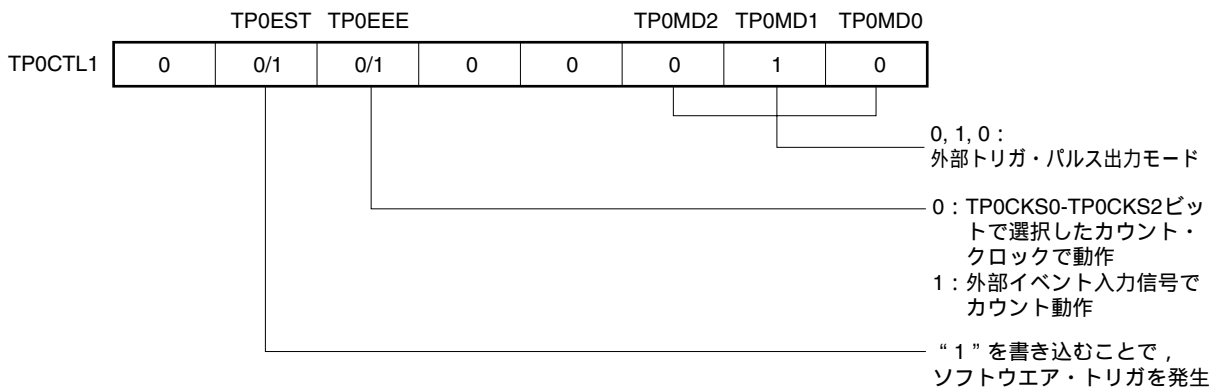 TP0EST TP0EEE TP0MD2 TP0MD1 TP0MD0
TP0CTL1 0 0/1 0/1 0 0 0 1 0
0, 1, 0：
外部トリガ・パルス出力モード
0：TP0CKS0-TP0CKS2ビッ
トで選択したカウント・
クロックで動作
1：外部イベント入力信号で
カウント動作
“1”を書き込むことで，
ソフトウエア・トリガを発生